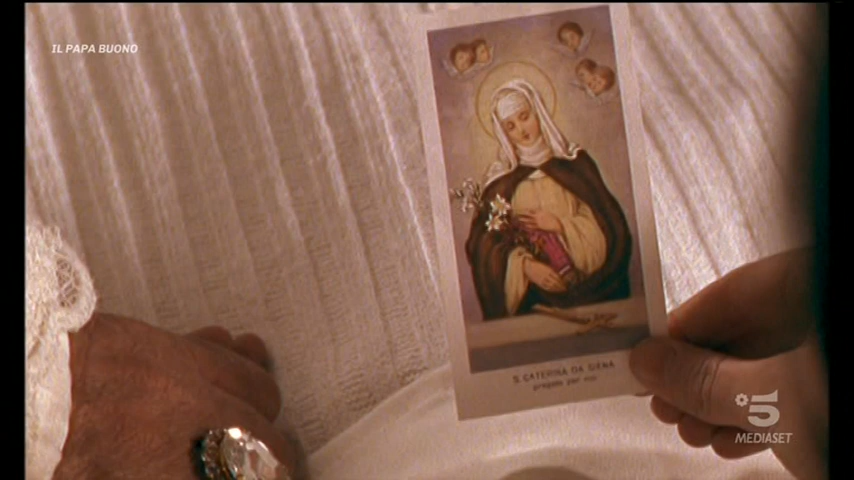 IL PAPA BUONO
S. CATERINA DA SIENA
pregate per noi
5
MEDIASET